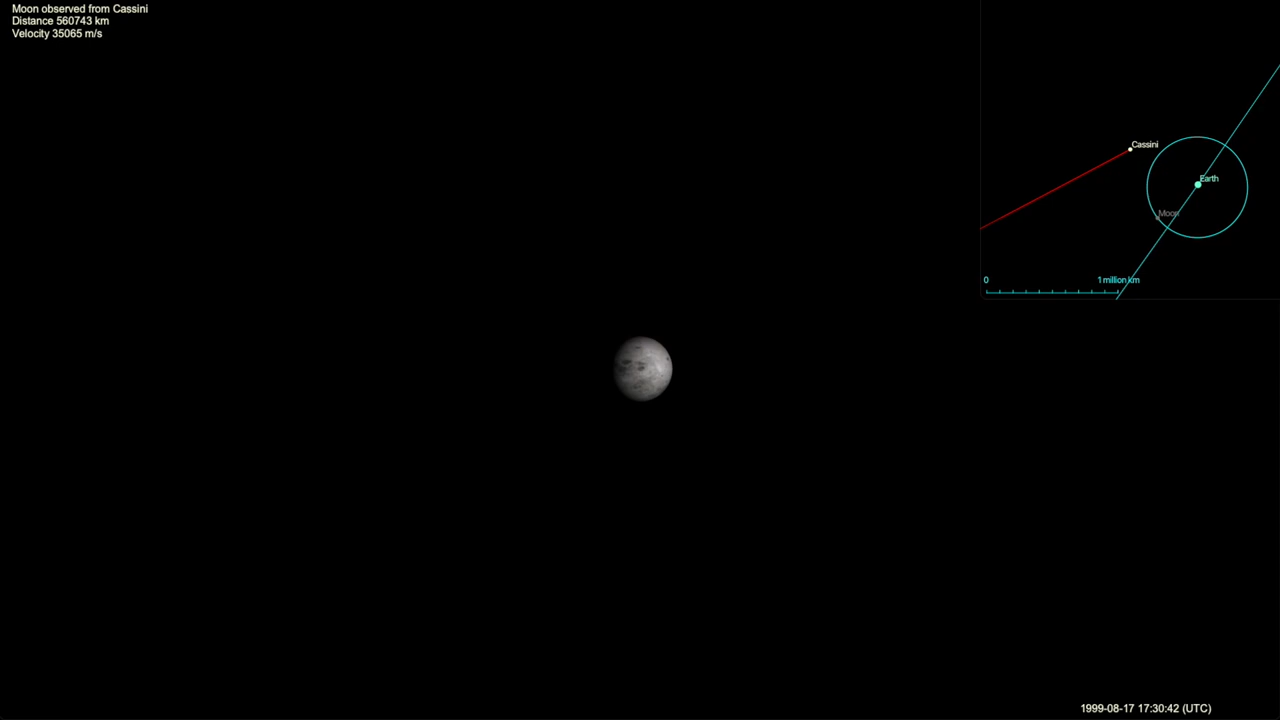 Moon observed from Cassini
Distance 560743 km
Velocity 35065 m/s
Cassini
Earth
Moon
0
1 million km
1999-08-17 17:30:42 (UTC)